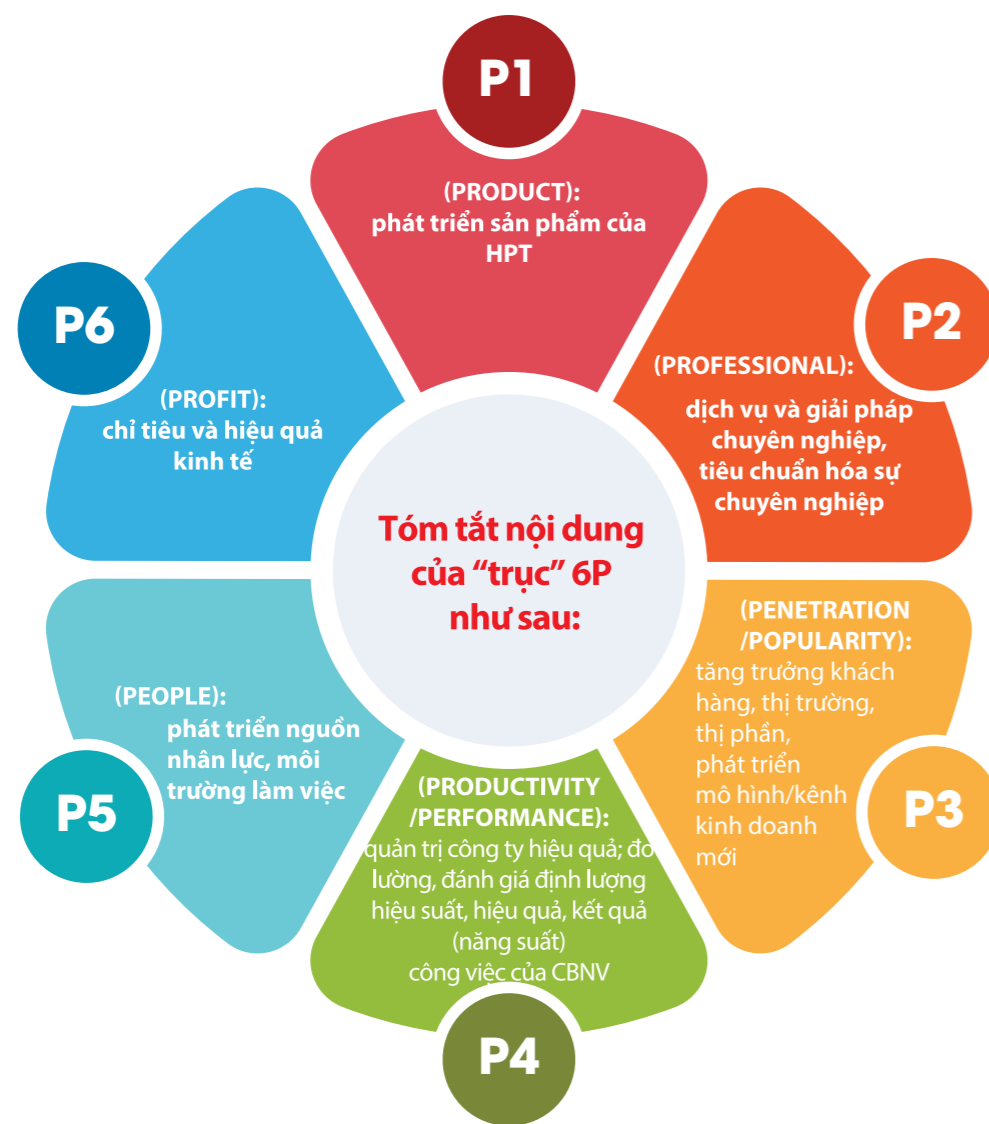 P1
(PRODUCT):
phát triển sản phẩm của
HPT
P2
(PROFESSIONAL):
dịch vụ và giải pháp
chuyên nghiệp,
tiêu chuẩn hóa sự
chuyên nghiệp
P3
(PENETRATION
/POPULARITY):
tăng trưởng khách
hàng, thị trường,
thị phần,
phát triển
mô hình/kênh
kinh doanh
mới
P4
(PRODUCTIVITY
/PERFORMANCE):
quản trị công ty hiệu quả; đo
lường, đánh giá định lượng
hiệu suất, hiệu quả, kết quả
(năng suất)
công việc của CBNV
P5
(PEOPLE):
phát triển nguồn
nhân lực, môi
trường làm việc
P6
(PROFIT):
chỉ tiêu và hiệu quả
kinh tế
Tóm tắt nội dung
của “trục” 6P
như sau: